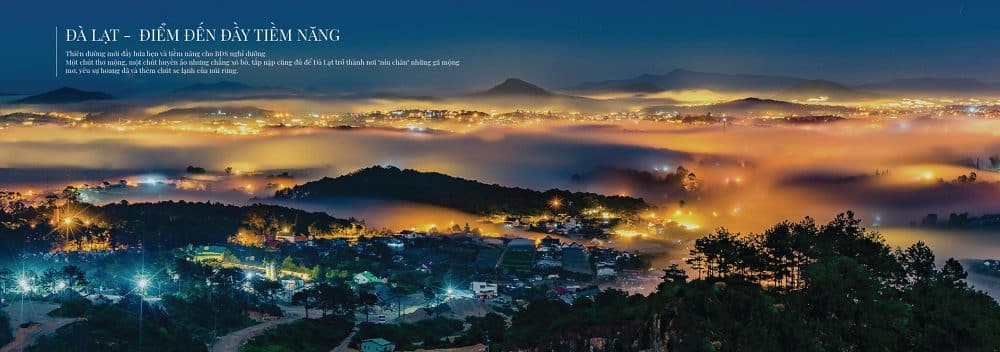 ĐÀ LẠT - ĐIỂM ĐẾN ĐẦY TIỀM NĂNG
Thiên đường mới đầy hứa hẹn và tiềm năng cho BĐS nghỉ dưỡng
Một chút thơ mộng, một chút huyền ảo nhưng chẳng xô bồ, tấp nập cũng đủ để Đà Lạt trở thành nơi "níu chân" những gã mộng
mơ, yêu sự hoang dã và thêm chút se lạnh của núi rừng.